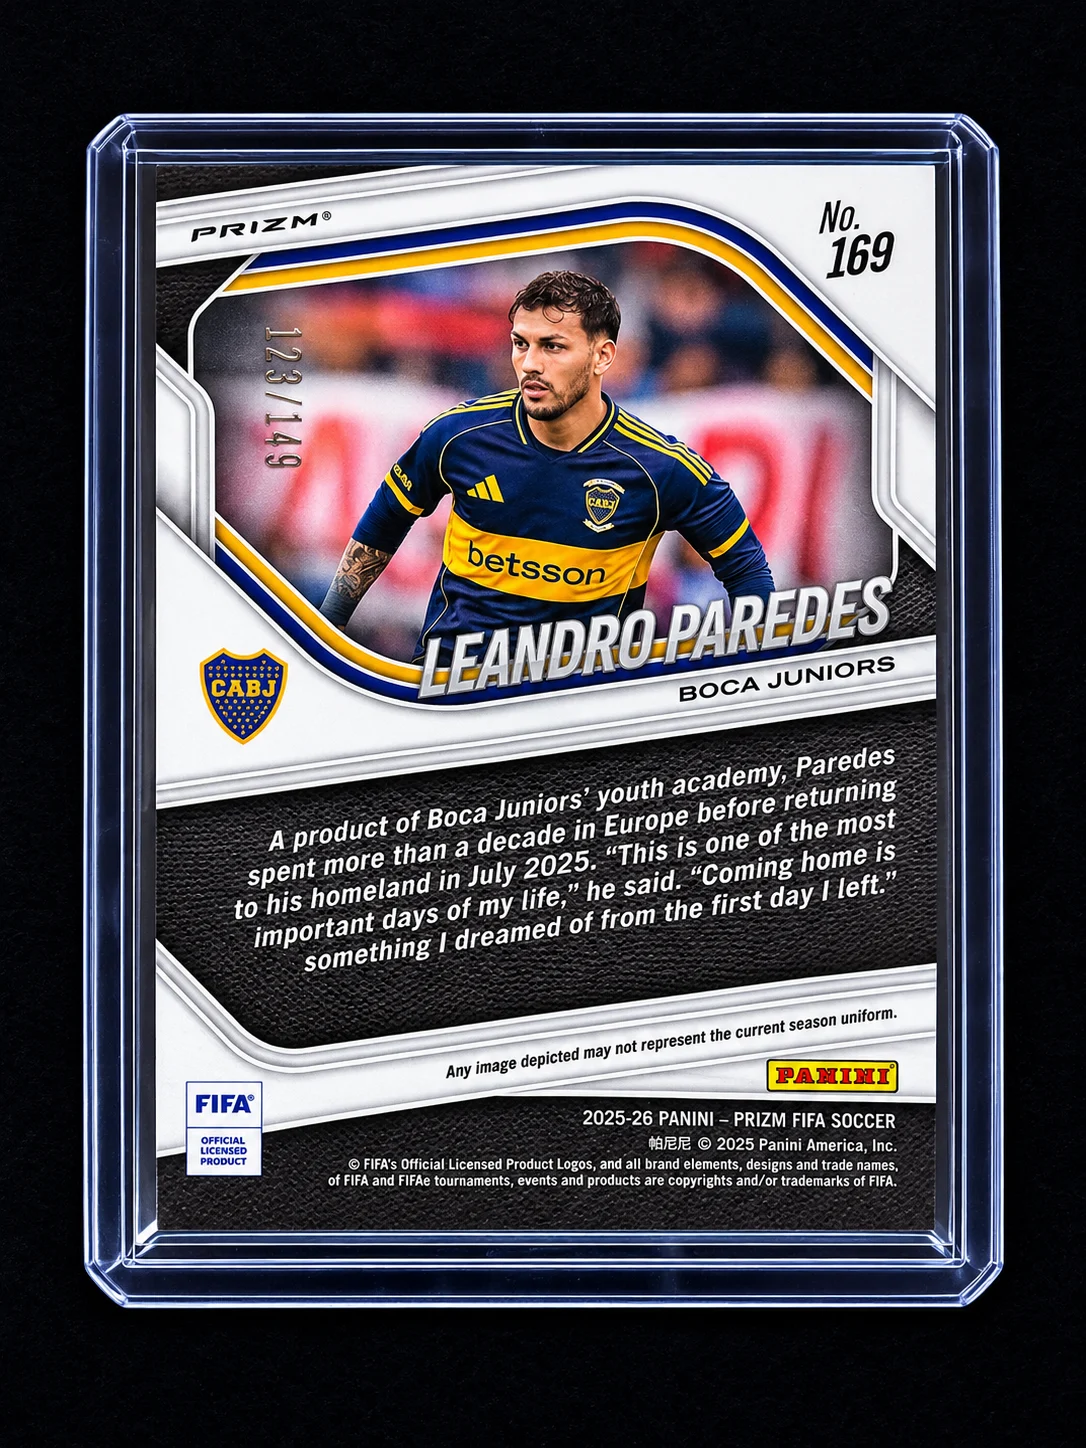 PRIZM®
No.
169
123/149
CABJ
betsson
LEANDRO PAREDES
BOCA JUNIORS
CABJ
A product of Boca Juniors’ youth academy, Paredes
spent more than a decade in Europe before returning
to his homeland in July 2025. “This is one of the most
important days of my life,” he said. “Coming home is
something I dreamed of from the first day I left.”
Any image depicted may not represent the current season uniform.
PANINI
FIFA®
OFFICIAL
LICENSED
PRODUCT
2025-26 PANINI – PRIZM FIFA SOCCER
帕尼尼 © 2025 Panini America, Inc.
© FIFA's Official Licensed Product Logos, and all brand elements, designs and trade names,
of FIFA and FIFAe tournaments, events and products are copyrights and/or trademarks of FIFA.